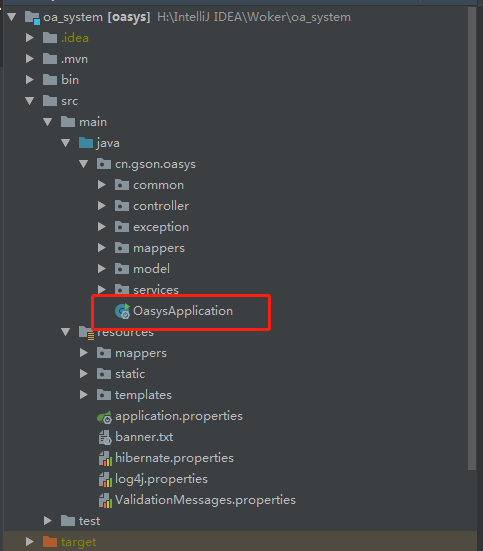 oa_system [oasys] H:\IntelliJ IDEA\Woker\oa_system
.idea
.mvn
bin
src
main
java
cn.gson.oasys
common
controller
exception
mappers
model
services
OasysApplication
resources
mappers
static
templates
application.properties
banner.txt
hibernate.properties
log4j.properties
ValidationMessages.properties
test
target